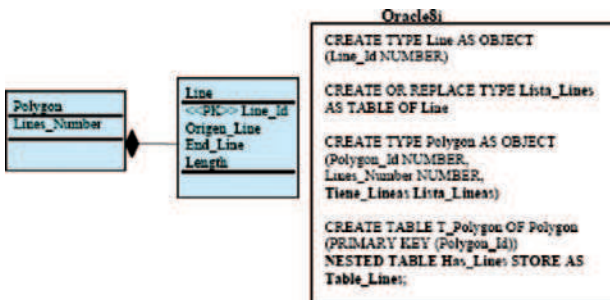 Oracle8i
Polygon
Lines_Number
Line
<<PK>> Line_Id
Origen_Line
End_Line
Length
CREATE TYPE Line AS OBJECT
(Line_Id NUMBER)
CREATE OR REPLACE TYPE Lista_Lines
AS TABLE OF Line
CREATE TYPE Polygon AS OBJECT
(Polygon_Id NUMBER,
Lines_Number NUMBER,
Tiene_Lineas Lista_Lineas)
CREATE TABLE T_Polygon OF Polygon
(PRIMARY KEY (Polygon_Id))
NESTED TABLE Has_Lines STORE AS
Table_Lines;